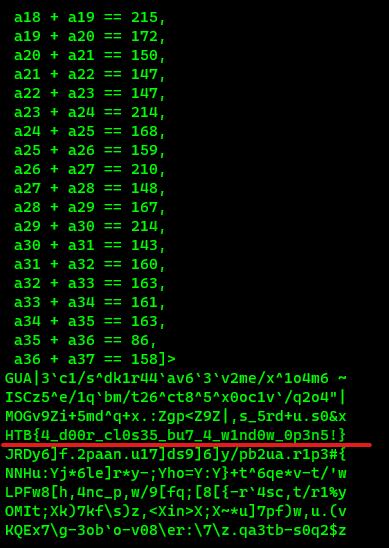 a18 + a19 == 215,
a19 + a20 == 172,
a20 + a21 == 150,
a21 + a22 == 147,
a22 + a23 == 147,
a23 + a24 == 214,
a24 + a25 == 168,
a25 + a26 == 159,
a26 + a27 == 210,
a27 + a28 == 148,
a28 + a29 == 167,
a29 + a30 == 214,
a30 + a31 == 143,
a31 + a32 == 160,
a32 + a33 == 163,
a33 + a34 == 161,
a34 + a35 == 163,
a35 + a36 == 86,
a36 + a37 == 158]>
GUA|3`c1/s^dk1r44`av6`3`v2me/x^1o4m6 ~
ISCz5^e/1q`bm/t26^ct8^5^x0oc1v`/q2o4"|
MOGv9Zi+5md^q+x.:Zgp<Z9Z|,s_5rd+u.s0&x
HTB{4_d00r_cl0s35_bu7_4_w1nd0w_0p3n5!}
JRDy6]f.2paan.u17]ds9]6]y/pb2ua.r1p3#{
NNHu:Yj*6le]r*y-;Yho=Y:Y}+t^6qe*v-t/'w
LPFw8[h,4nc_p,w/9[fq;[8[{-r`4sc,t/r1%y
OMIt;Xk)7kf\s)z,<Xin>X;X~*u]7pf)w,u.(v
KQEx7\g-3ob`o-v08\er:\7\z.qa3tb-s0q2$z